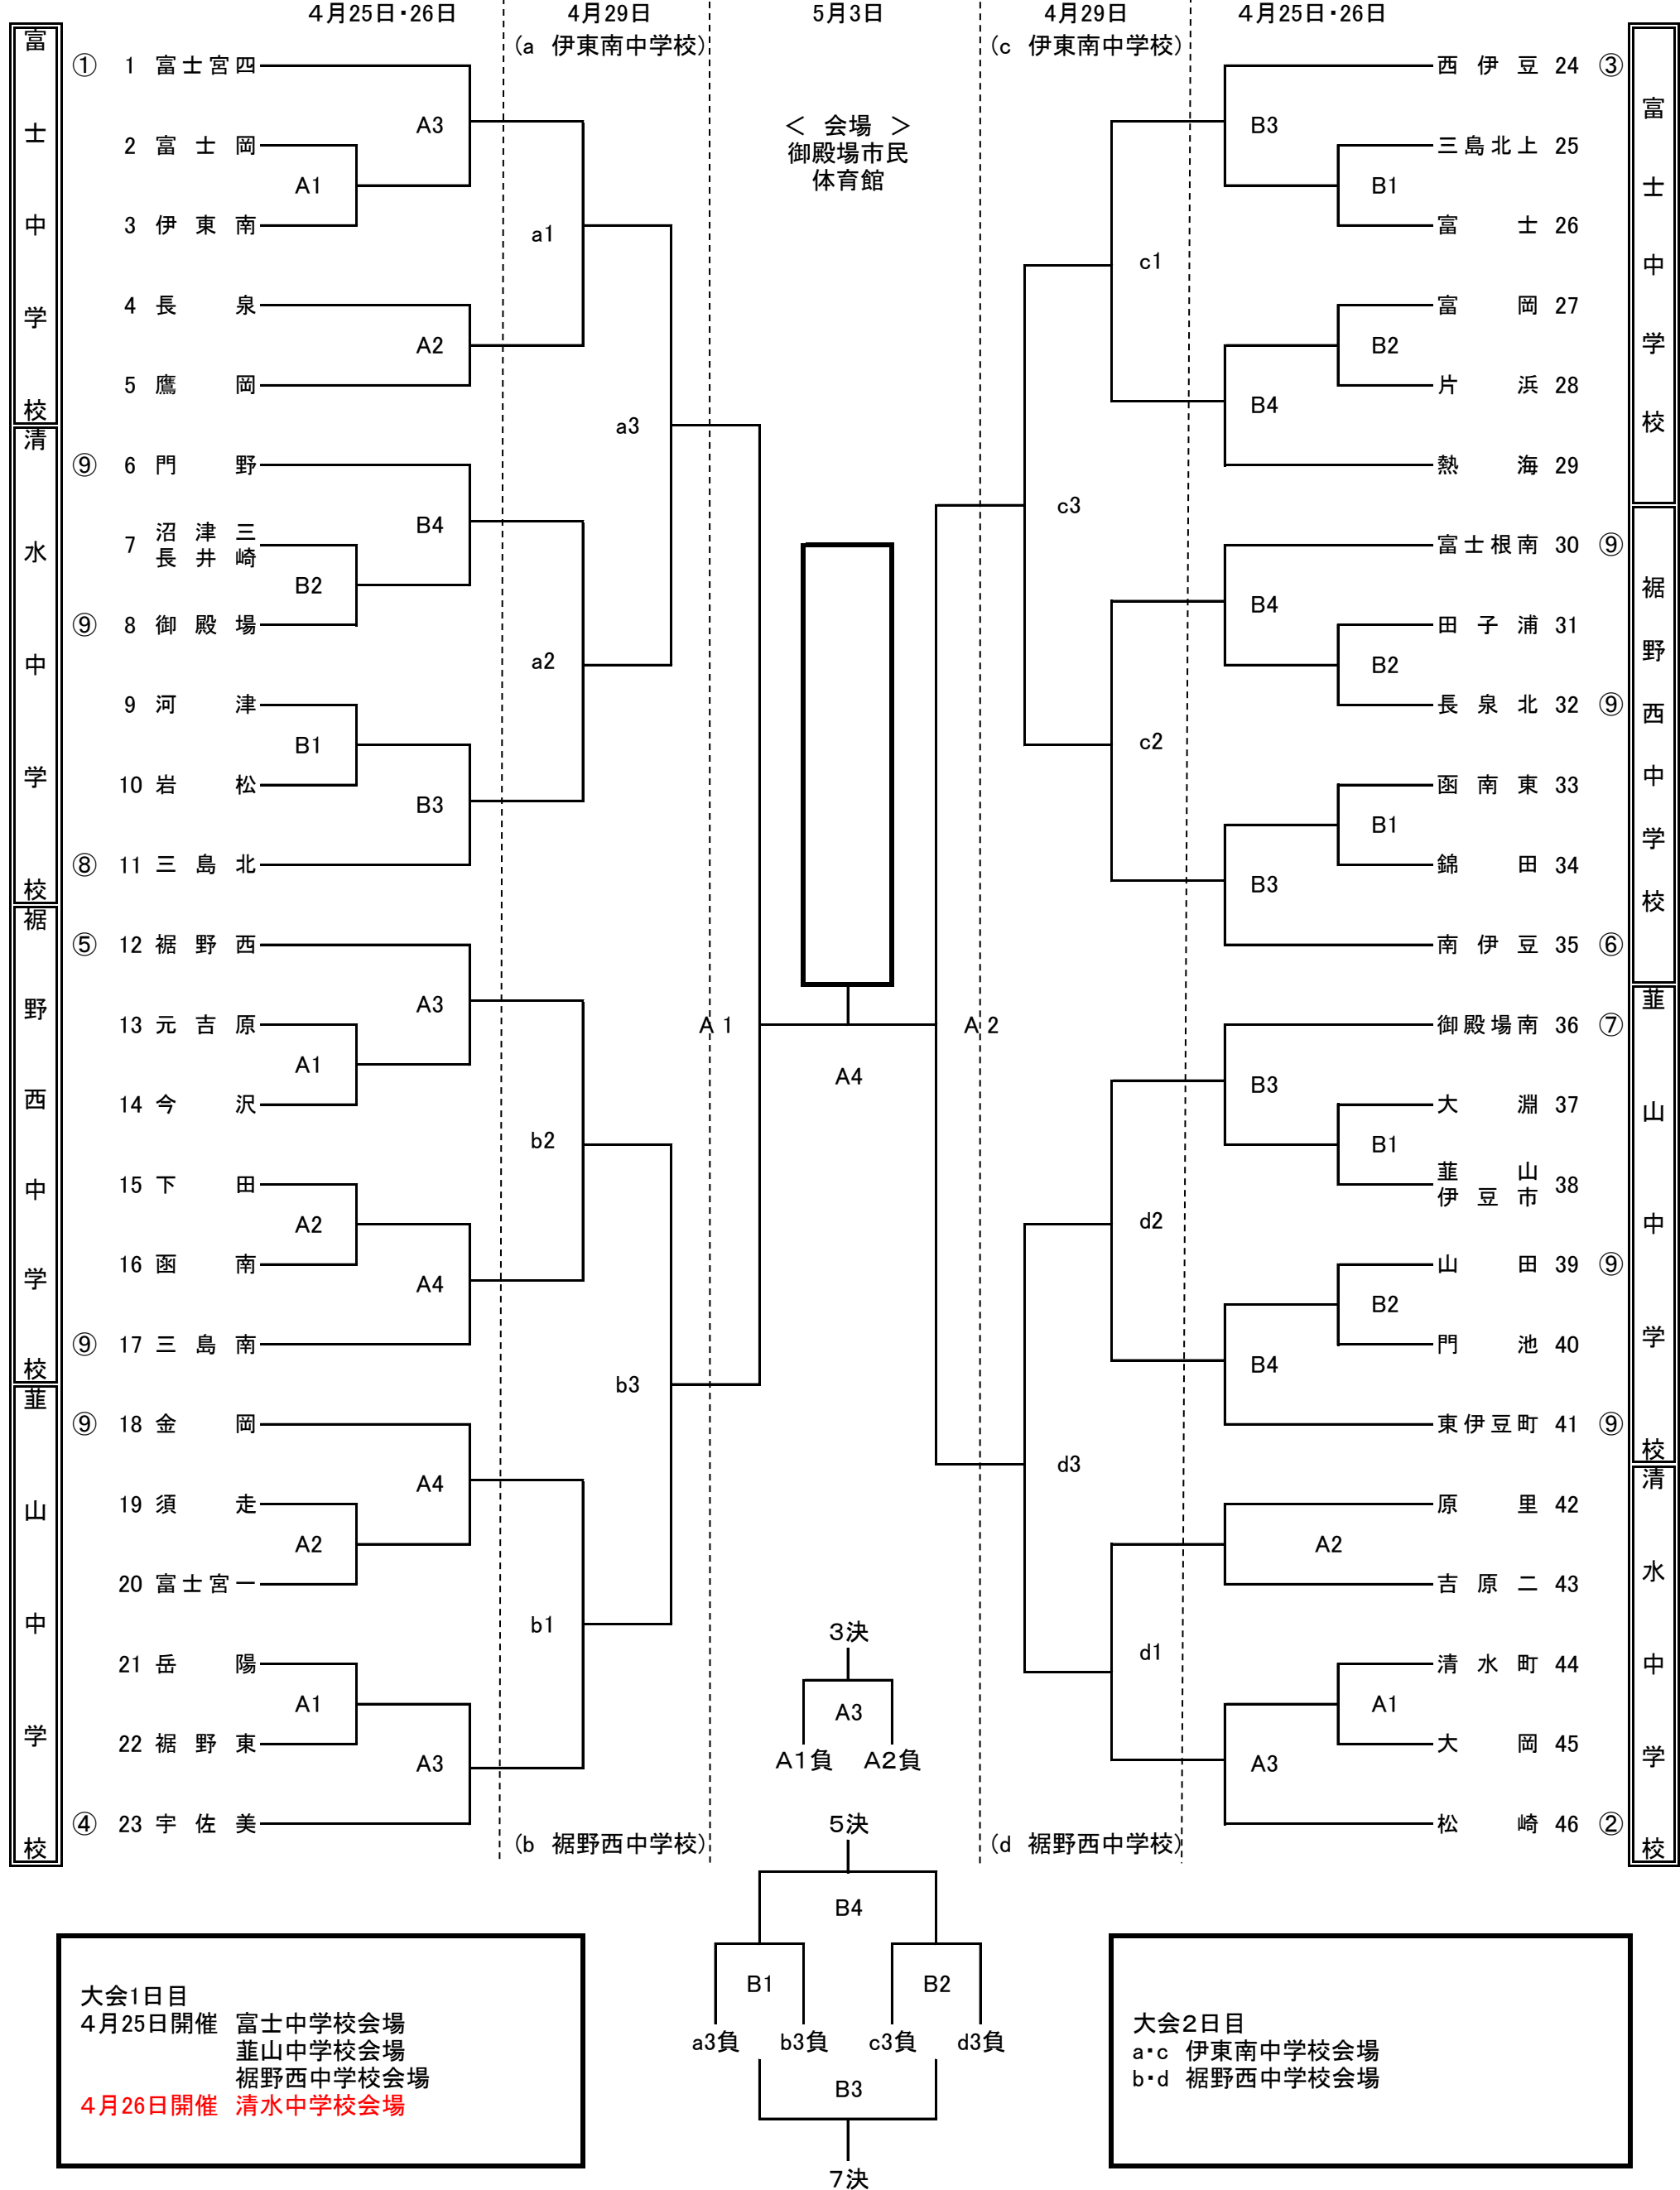 ４月25日・26日
4月29日
5月3日
4月29日
４月25日・26日
（a 伊東南中学校）
（c 伊東南中学校）
富士中学校
清水中学校
裾野西中学校
韮山中学校
① 1 富士宮四
2 富士岡
3 伊東南
4 長泉
5 鷹岡
⑨ 6 門野
7 沼津三
長井崎
⑨ 8 御殿場
9 河津
10 岩松
⑧ 11 三島北
⑤ 12 裾野西
13 元吉原
14 今沢
15 下田
16 函南
⑨ 17 三島南
⑨ 18 金岡
19 須走
20 富士宮一
21 岳陽
22 裾野東
④ 23 宇佐美
A3
A1
A2
B4
B2
B1
B3
A3
A1
A2
A4
A4
A2
A1
A3
a1
a2
a3
b2
b1
b3
（b 裾野西中学校）
＜ 会場 ＞
御殿場市民
体育館
A 1
A 2
A4
３決
A3
A１負
A２負
５決
B4
B1
B2
a3負
b3負
c3負
d3負
B3
７決
c1
c2
c3
d2
d1
d3
（d 裾野西中学校）
B3
B1
B2
B4
B4
B2
B1
B3
B3
B1
B2
B4
A2
A1
A3
西伊豆 24 ③
三島北上 25
富士 26
富岡 27
片浜 28
熱海 29
富士根南 30 ⑨
田子浦 31
長泉北 32 ⑨
函南東 33
錦田 34
南伊豆 35 ⑥
御殿場南 36 ⑦
大淵 37
韮山
伊豆市 38
山田 39 ⑨
門池 40
東伊豆町 41 ⑨
原里 42
吉原二 43
清水町 44
大岡 45
松崎 46 ②
富士中学校
裾野西中学校
韮山中学校
清水中学校
大会1日目
４月25日開催 富士中学校会場
韮山中学校会場
裾野西中学校会場
４月26日開催 清水中学校会場
大会２日目
a・c 伊東南中学校会場
b・d 裾野西中学校会場